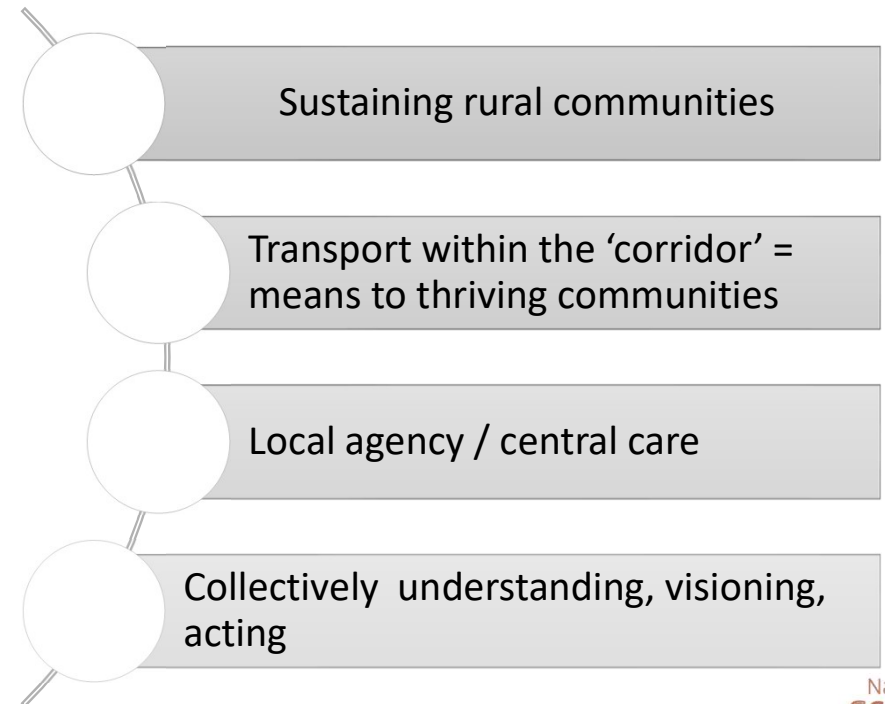 Sustaining rural communities
Transport within the ‘corridor’ =
means to thriving communities
Local agency / central care
Collectively  understanding, visioning,
acting